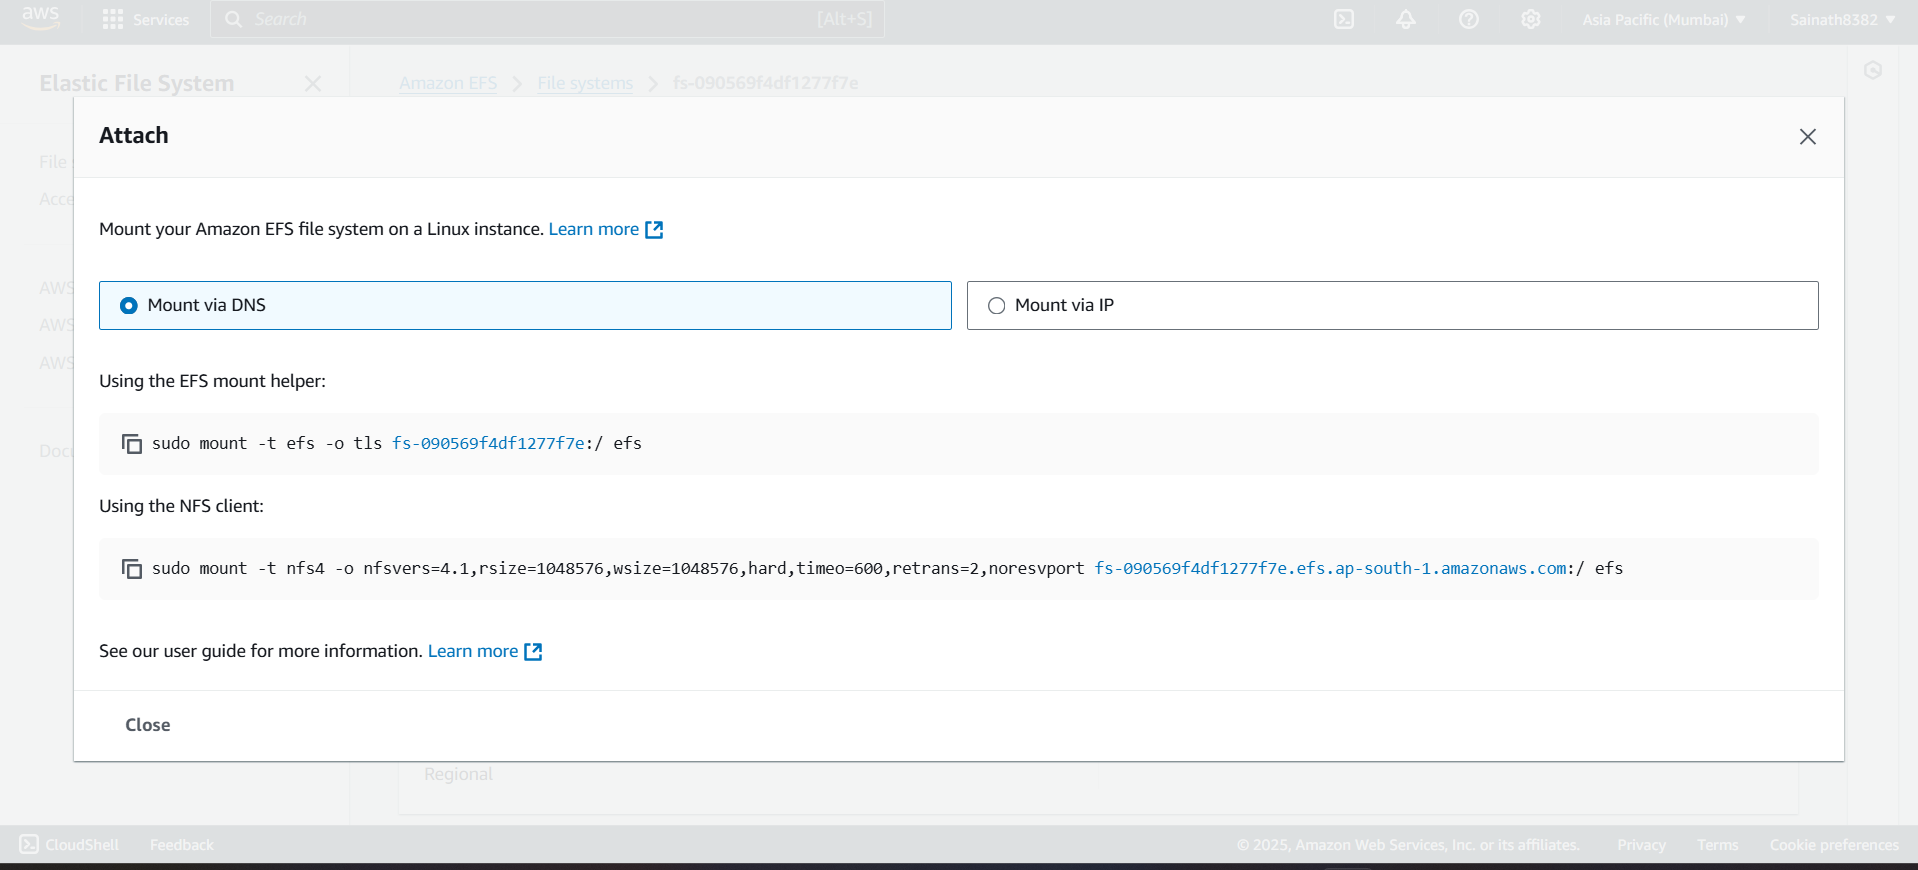 aws
Services
Search
[Alt+S]
Asia Pacific (Mumbai)
Sainath8382
Elastic File System
Amazon EFS
File systems
fs-090569f4df1277f7e
File
Attach
Mount your Amazon EFS file system on a Linux instance. Learn more
Mount via DNS
Mount via IP
AWS
AWS
AWS
Using the EFS mount helper:
sudo mount -t efs -o tls fs-090569f4df1277f7e:/ efs
Using the NFS client:
sudo mount -t nfs4 -o nfsvers=4.1,rsize=1048576,wsize=1048576,hard,timeo=600,retrans=2,noresvport fs-090569f4df1277f7e.efs.ap-south-1.amazonaws.com:/ efs
See our user guide for more information. Learn more
Close
Regional
CloudShell
Feedback
© 2025, Amazon Web Services, Inc. or its affiliates.
Privacy
Terms
Cookie preferences